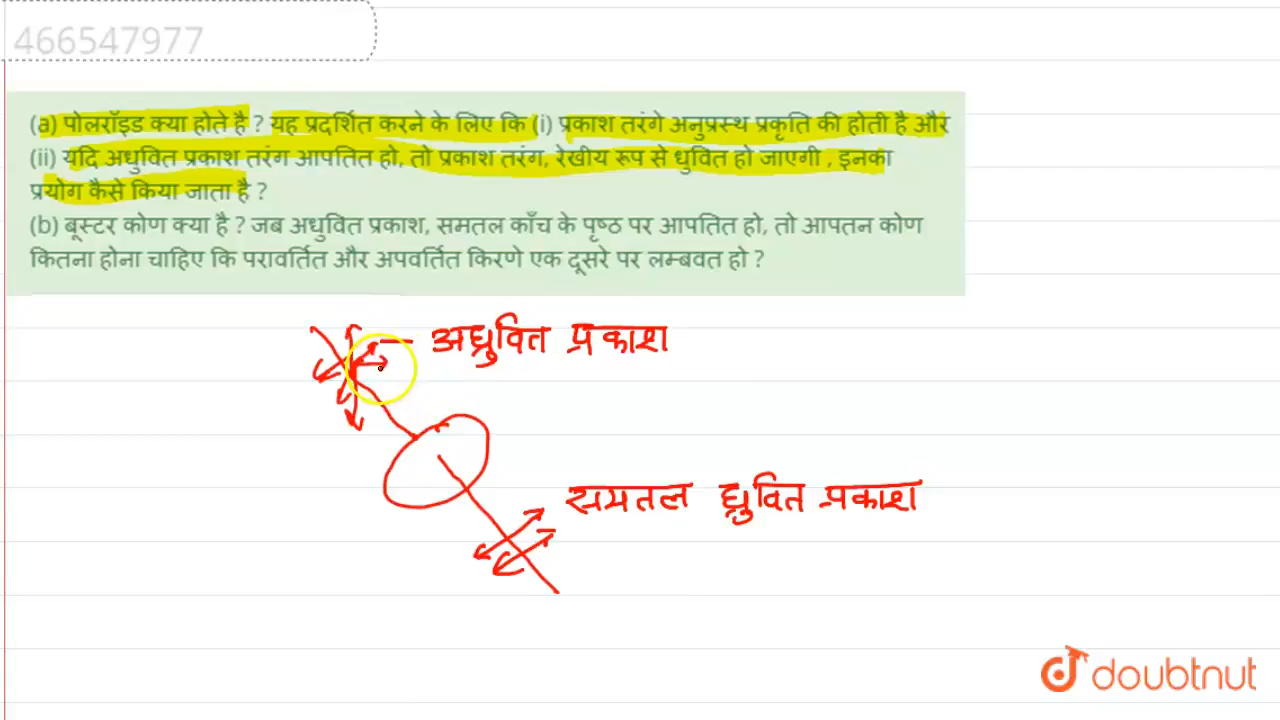 466547977
(a) पोलरॉइड क्या होते है ? यह प्रदर्शित करने के लिए कि (i) प्रकाश तरंगे अनुप्रस्थ प्रकृति की होती है और
(ii) यदि अधुवित प्रकाश तरंग आपतित हो, तो प्रकाश तरंग, रेखीय रूप से धुवित हो जाएगी , इनका
प्रयोग कैसे किया जाता है ?
(b) बूस्टर कोण क्या है ? जब अधुवित प्रकाश, समतल काँच के पृष्ठ पर आपतित हो, तो आपतन कोण
कितना होना चाहिए कि परावर्तित और अपवर्तित किरणे एक दूसरे पर लम्बवत हो ?
अध्रुवित प्रकाश
समतल ध्रुवित प्रकाश
doubtnut